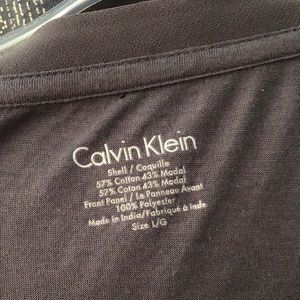 Calvin Klein
Shell / Coquille
57% Cotton 43% Modal
57% Coton 43% Modal
Front Panel / Le Panneau Avant
100% Polyester
Made in India/Fabriqué à Inde
Size L/G